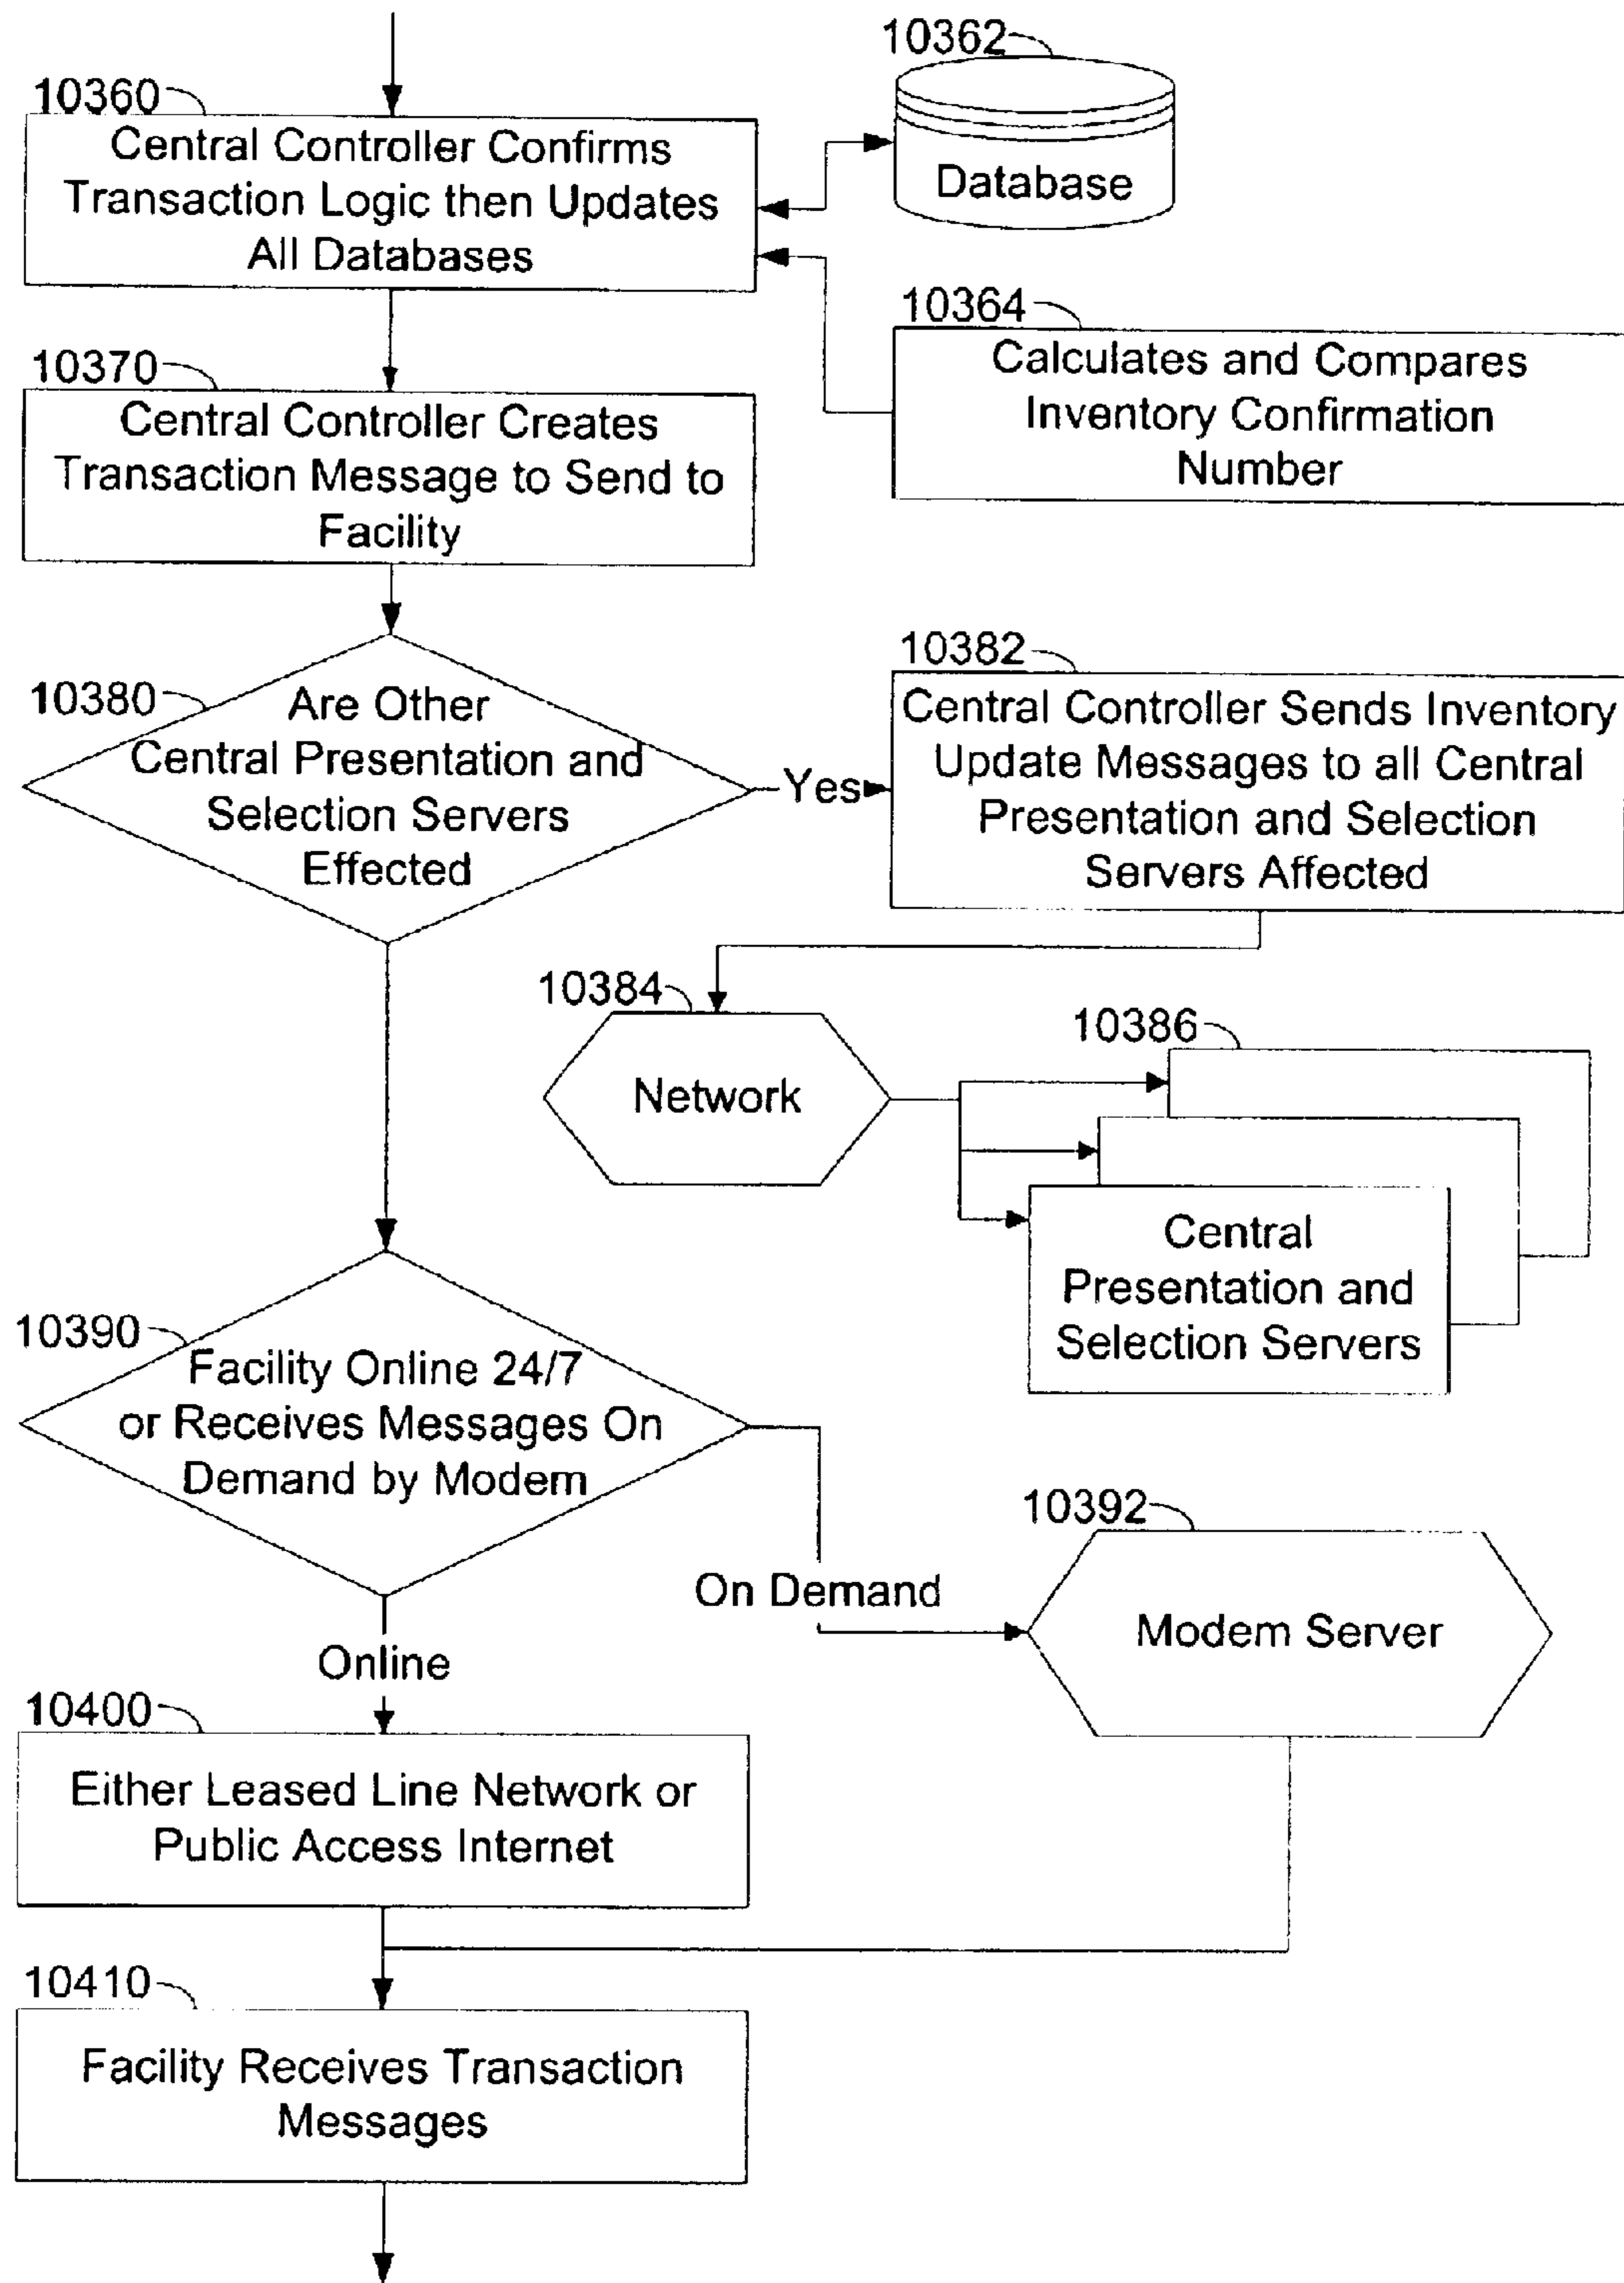 10362
10360
Central Controller Confirms
Transaction Logic then Updates
All Databases
Database
10364
Calculates and Compares
Inventory Confirmation
Number
10370
Central Controller Creates
Transaction Message to Send to
Facility
10380
Are Other
Central Presentation and
Selection Servers
Effected
Yes
10382
Central Controller Sends Inventory
Update Messages to all Central
Presentation and Selection
Servers Affected
10384
Network
10386
Central
Presentation and
Selection Servers
10390
Facility Online 24/7
or Receives Messages On
Demand by Modem
On Demand
10392
Modem Server
Online
10400
Either Leased Line Network or
Public Access Internet
10410
Facility Receives Transaction
Messages